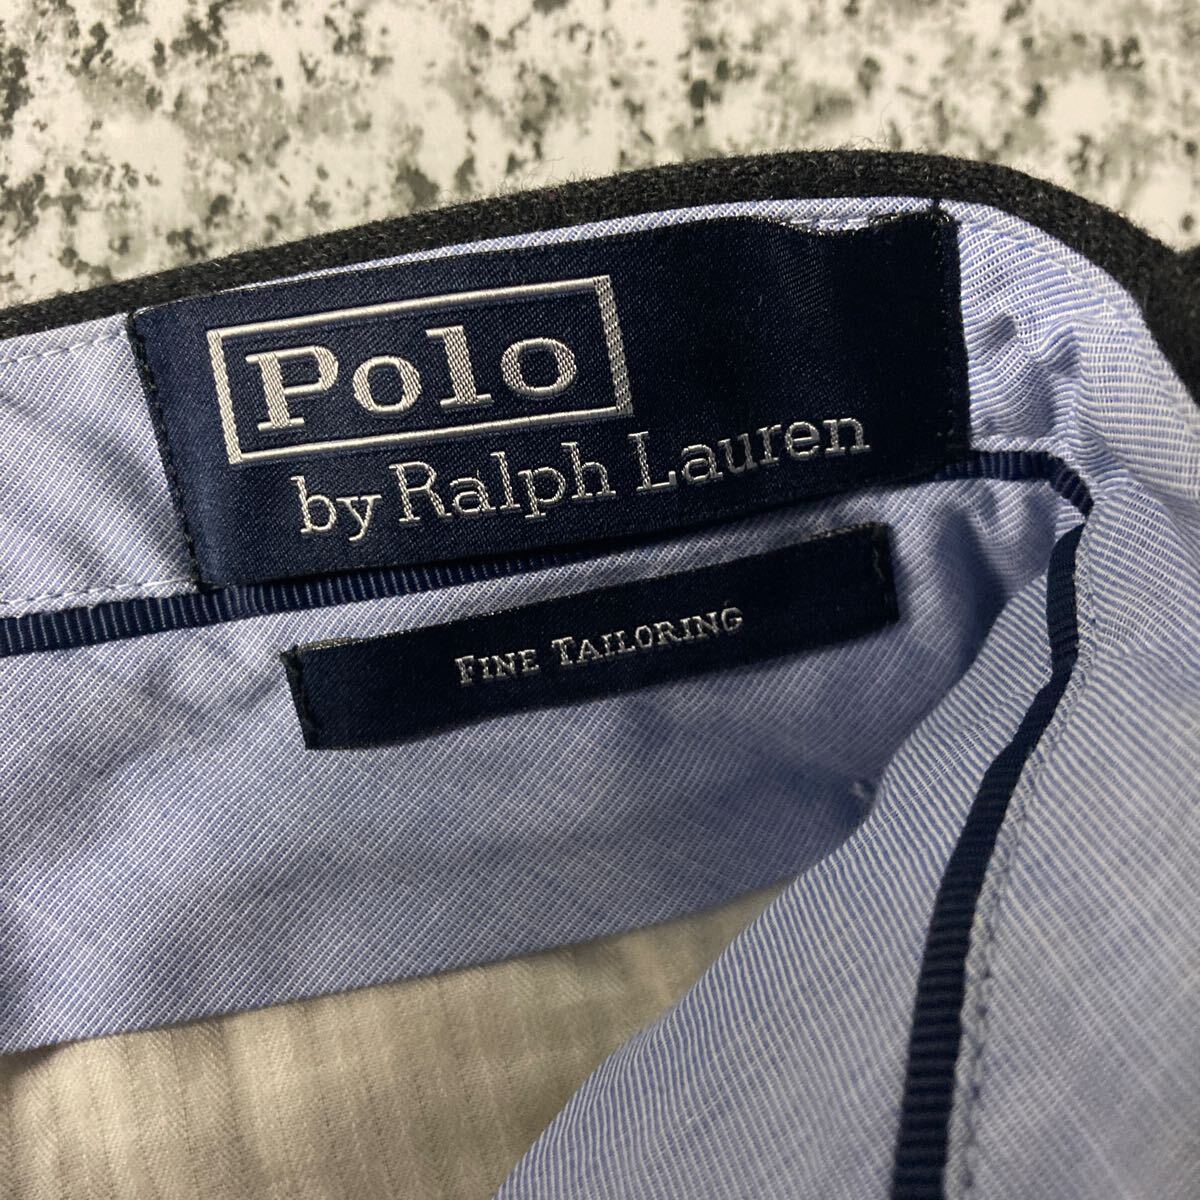 Polo
by Ralph Lauren
FINE TAILORING